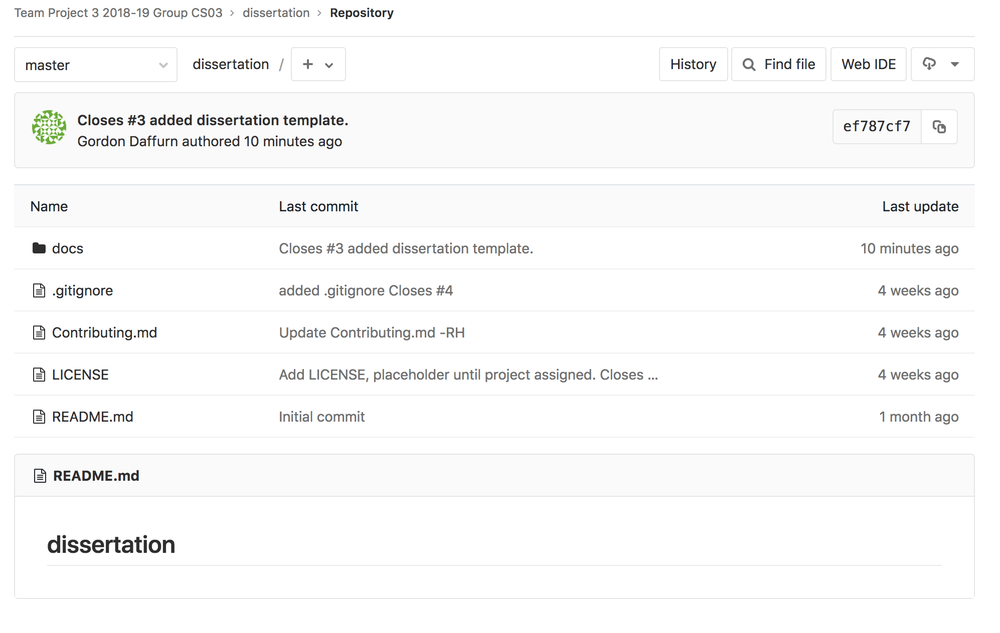 Team Project 3 2018-19 Group CS03 > dissertation > Repository
master
dissertation /
+
History
Find file
Web IDE
Closes #3 added dissertation template.
Gordon Daffurn authored 10 minutes ago
ef787cf7
Name Last commit Last update
docs Closes #3 added dissertation template. 10 minutes ago
.gitignore added .gitignore Closes #4 4 weeks ago
Contributing.md Update Contributing.md -RH 4 weeks ago
LICENSE Add LICENSE, placeholder until project assigned. Closes ... 4 weeks ago
README.md Initial commit 1 month ago
README.md
dissertation